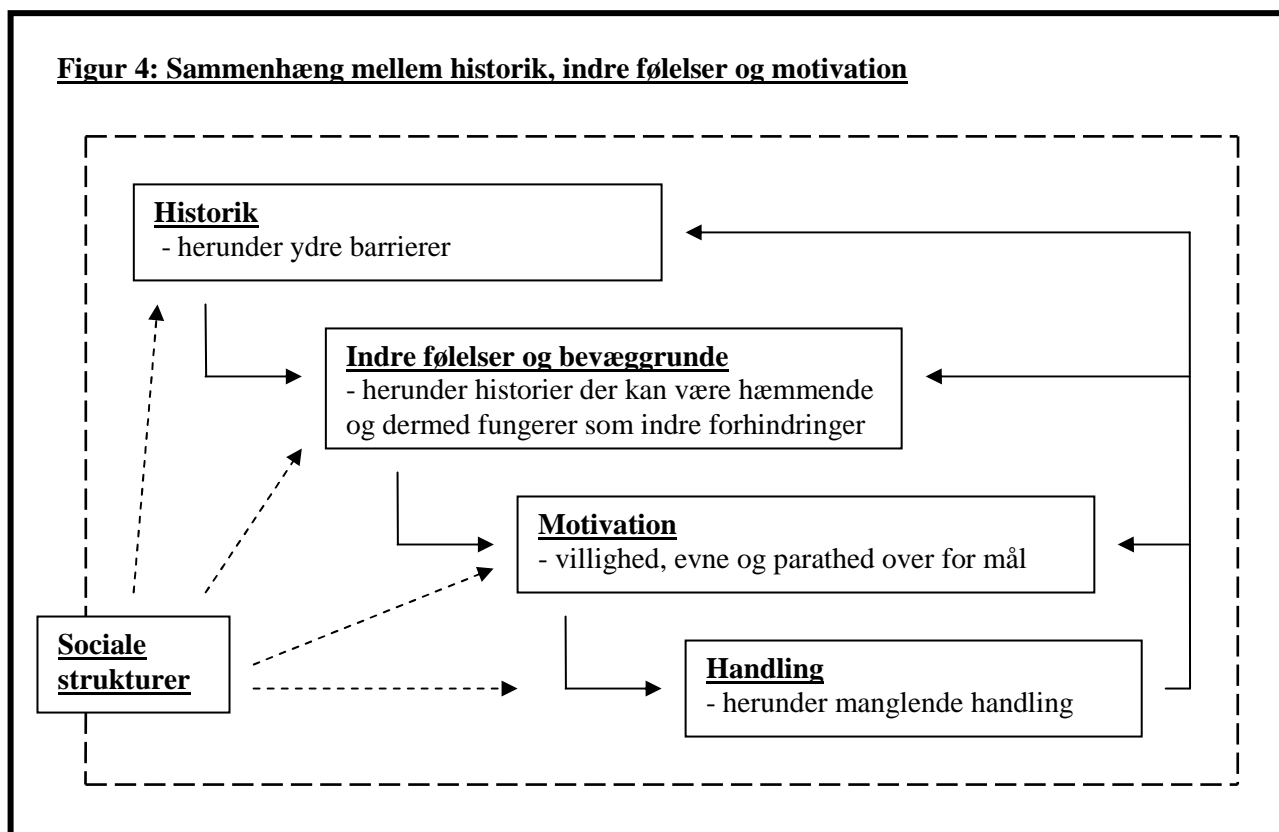 Figur 4: Sammenhæng mellem historik, indre følelser og motivation
Historik
- herunder ydre barrierer
Indre følelser og bevæggrunde
- herunder historier der kan være hæmmende
og dermed fungerer som indre forhindringer
Motivation
- villighed, evne og parathed over for mål
Sociale
strukturer
Handling
- herunder manglende handling